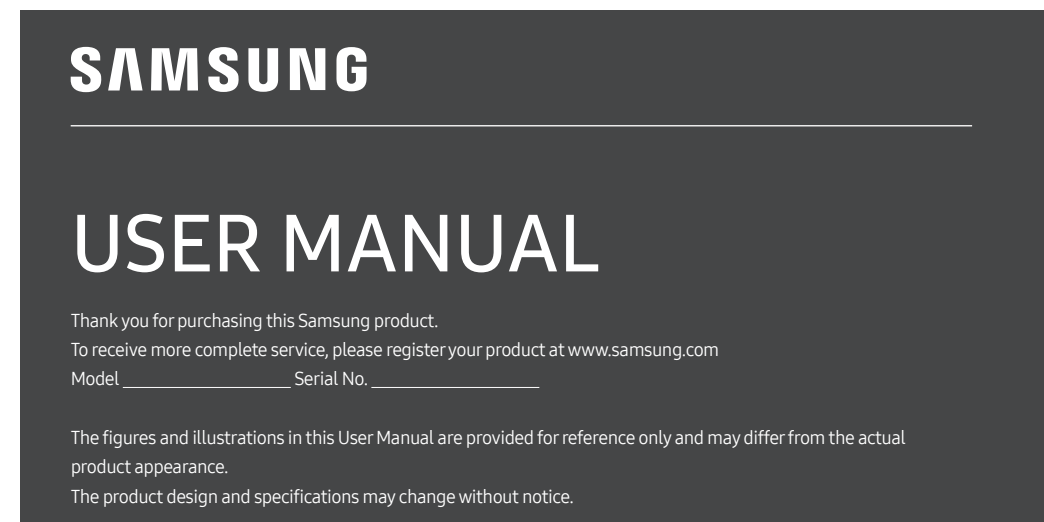 SAMSUNG
USER MANUAL
Thank you for purchasing this Samsung product.
To receive more complete service, please register your product at www.samsung.com
Model ___________________ Serial No. ___________________
The figures and illustrations in this User Manual are provided for reference only and may differ from the actual
product appearance.
The product design and specifications may change without notice.